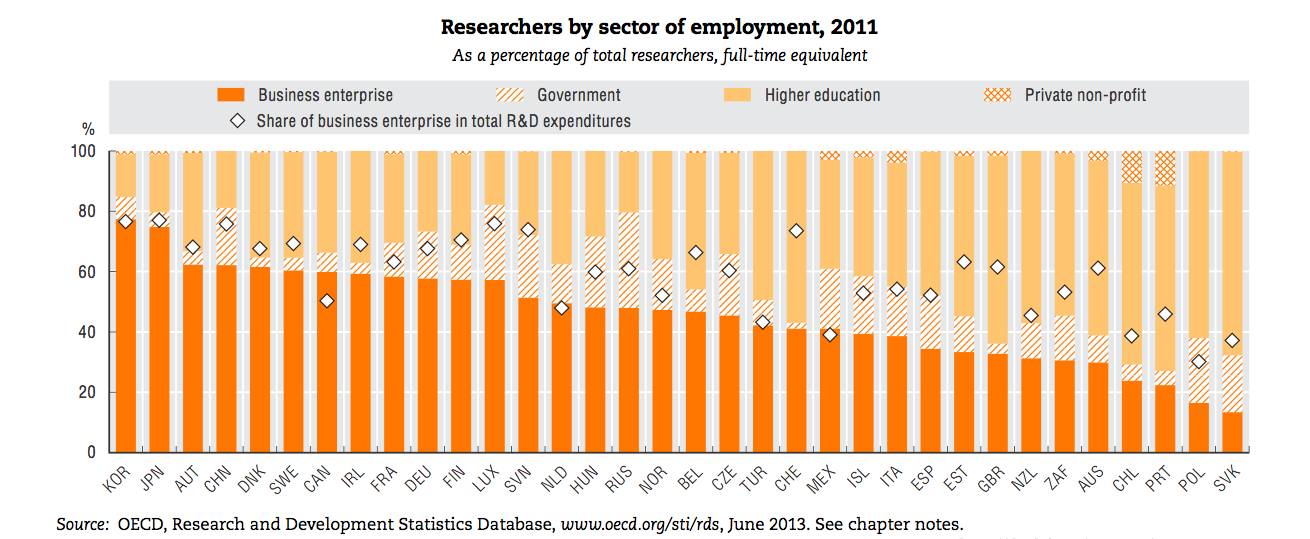 Researchers by sector of employment, 2011
As a percentage of total researchers, full-time equivalent
Business enterprise Government Higher education Private non-profit
Share of business enterprise in total R&D expenditures
%
100
80
60
40
20
0
KOR JPN AUT CHN DNK SWE CAN IRL FRA DEU FIN LUX SVN NLD HUN RUS NOR BEL CZE TUR CHE MEX ISL ITA ESP EST GBR NZL ZAF AUS CHL PRT POL SVK
Source: OECD, Research and Development Statistics Database, www.oecd.org/sti/rds, June 2013. See chapter notes.